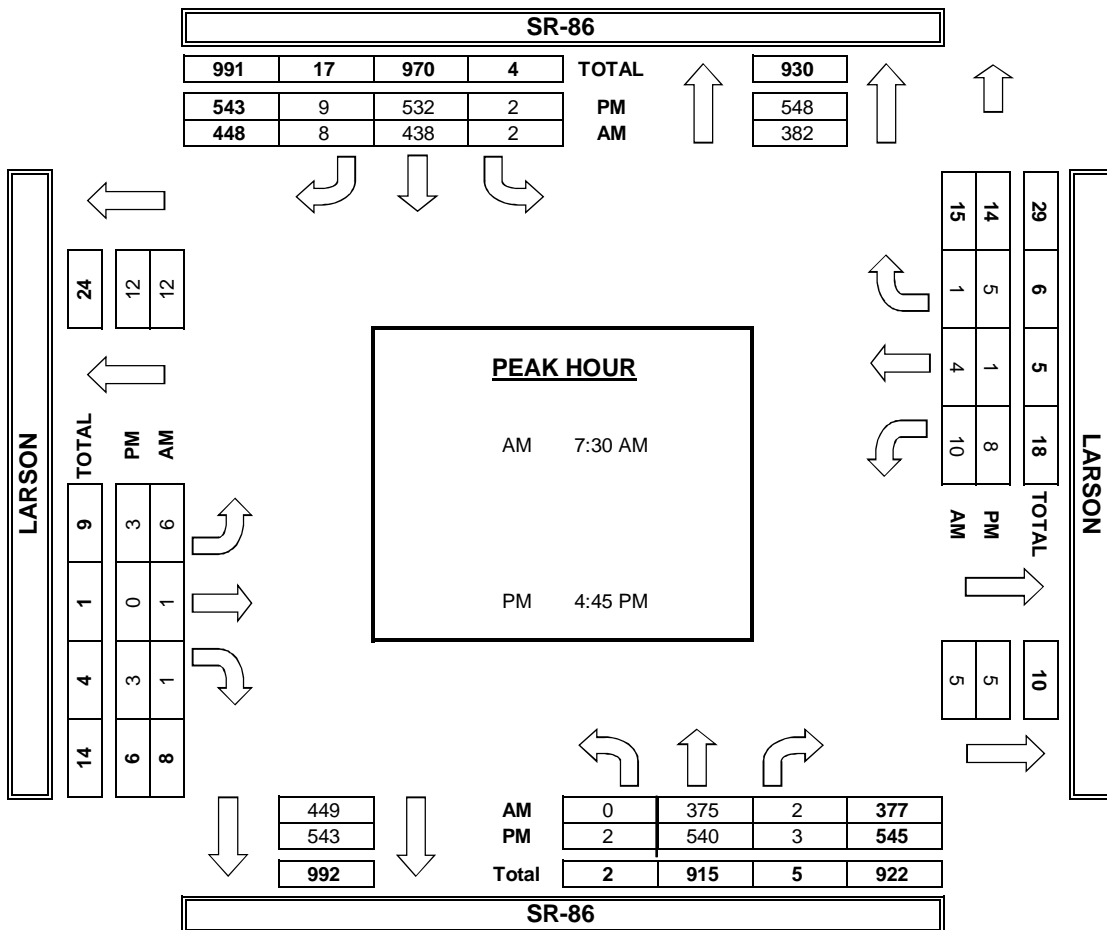 SR-86
991 17 970 4 TOTAL 930
543 9 532 2 PM 548
448 8 438 2 AM 382
LARSON
24 12 12
TOTAL PM AM
9 3 6
1 0 1
4 3 1
14 6 8
PEAK HOUR
AM 7:30 AM
PM 4:45 PM
15 14 29
1 5 6
4 1 5
10 8 18
AM PM TOTAL
5 5 10
LARSON
449 AM 0 375 2 377
543 PM 2 540 3 545
992 Total 2 915 5 922
SR-86